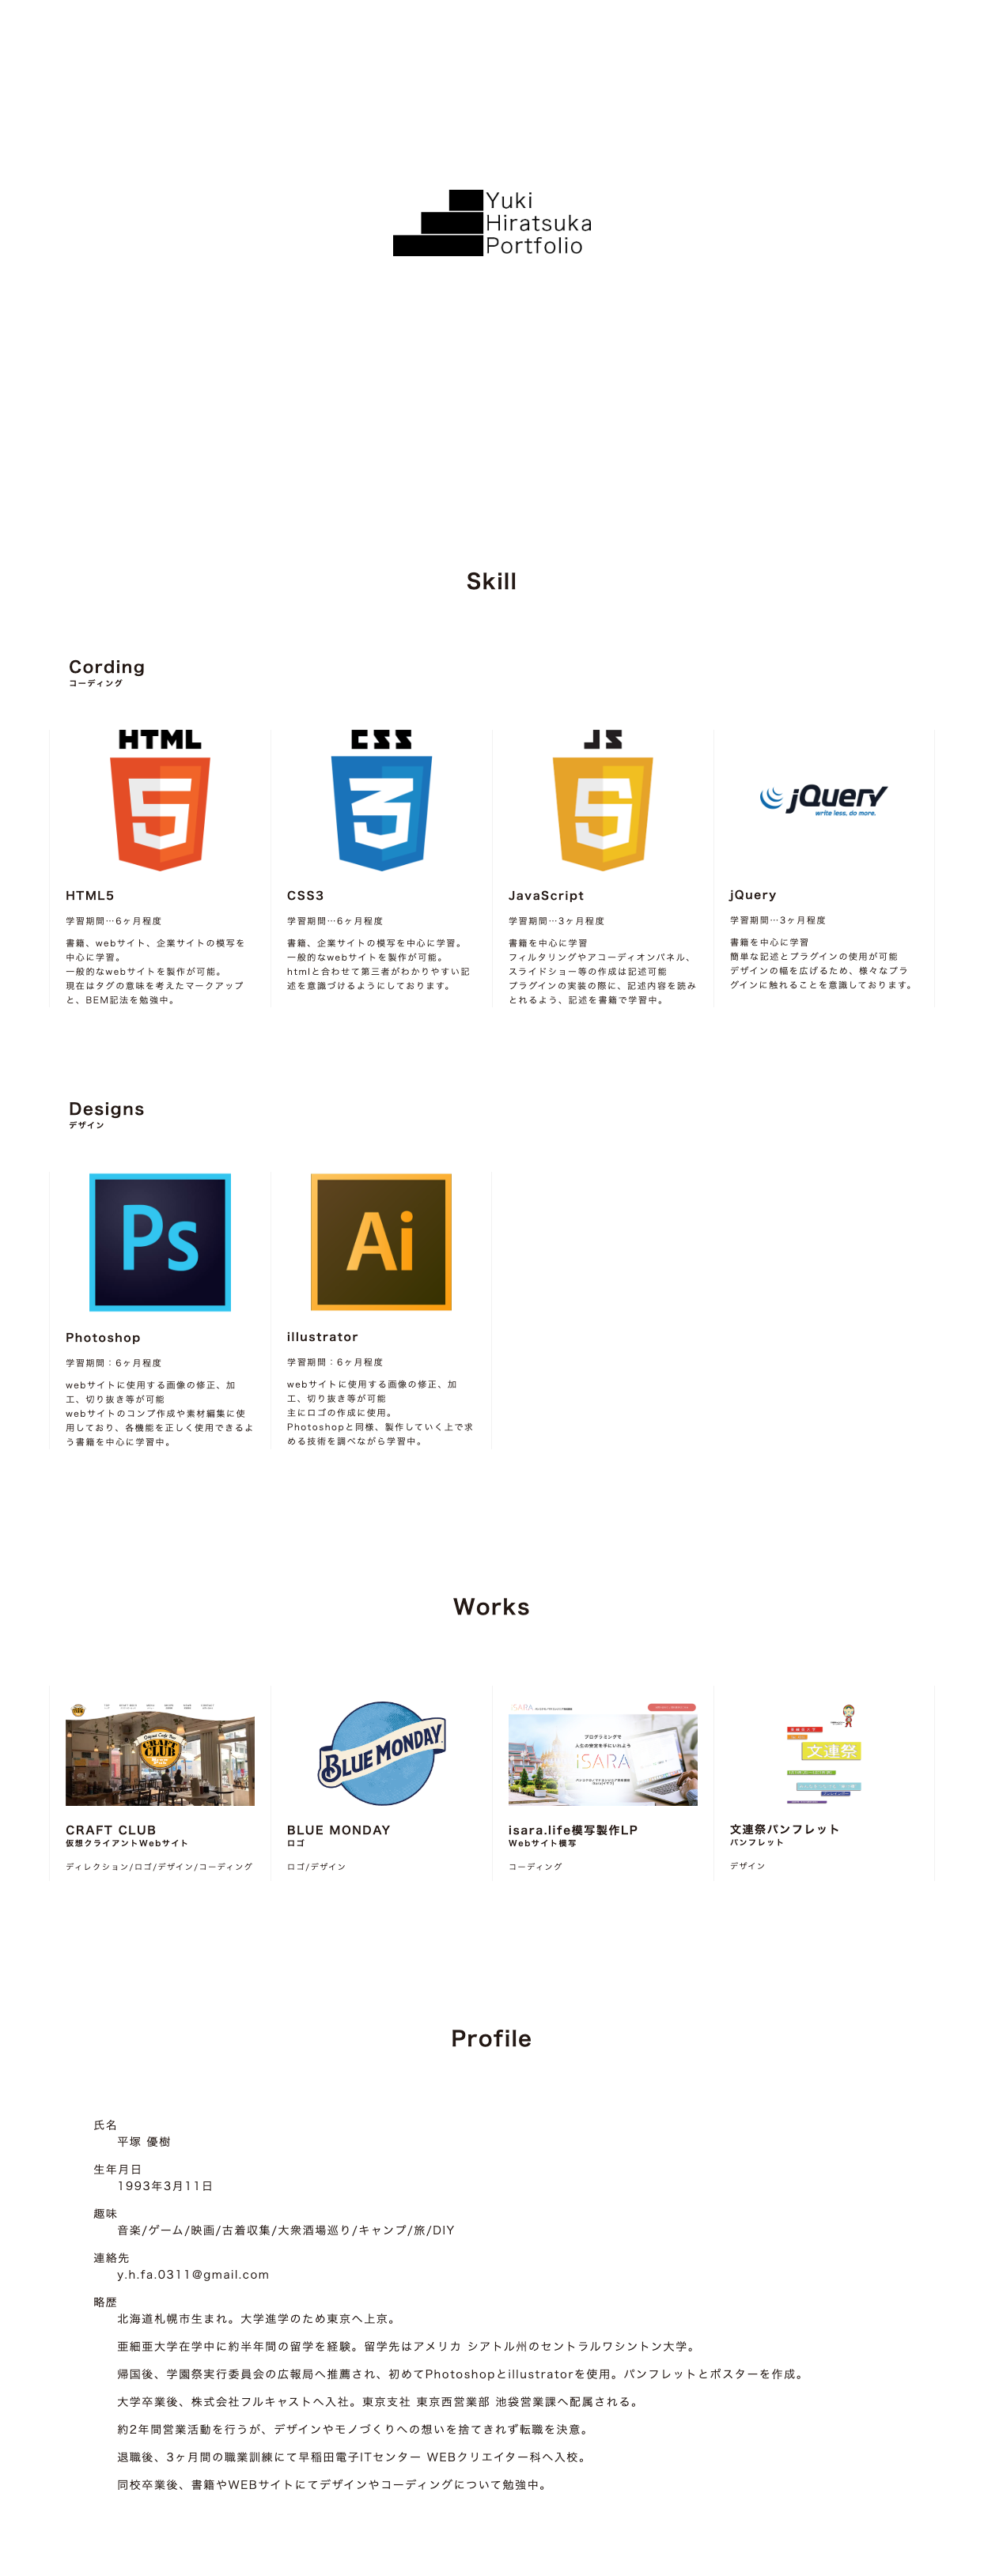 Yuki
Hiratsuka
Portfolio
Skill
Cording
コーディング
HTML
5
HTML5
学習期間…6ヶ月程度
書籍、webサイト、企業サイトの模写を
中心に学習。
一般的なwebサイトを製作が可能。
現在はタグの意味を考えたマークアップ
と、BEM記法を勉強中。
CSS
3
CSS3
学習期間…6ヶ月程度
書籍、企業サイトの模写を中心に学習。
一般的なwebサイトを製作が可能。
htmlと合わせて第三者がわかりやすい記
述を意識づけるようにしております。
JS
5
JavaScript
学習期間…3ヶ月程度
書籍を中心に学習
フィルタリングやアコーディオンパネル、
スライドショー等の作成は記述可能
プラグインの実装の際に、記述内容を読み
とれるよう、記述を書籍で学習中。
jQuery
write less. do more.
jQuery
学習期間…3ヶ月程度
書籍を中心に学習
簡単な記述とプラグインの使用が可能
デザインの幅を広げるため、様々なプラ
グインに触れることを意識しております。
Designs
デザイン
Ps
Photoshop
学習期間：6ヶ月程度
webサイトに使用する画像の修正、加
工、切り抜き等が可能
webサイトのコンプ作成や素材編集に使
用しており、各機能を正しく使用できるよ
う書籍を中心に学習中。
Ai
illustrator
学習期間：6ヶ月程度
webサイトに使用する画像の修正、加
工、切り抜き等が可能
主にロゴの作成に使用。
Photoshopと同様、製作していく上で求
める技術を調べながら学習中。
Works
CRAFT
CLUB
CRAFT CLUB
仮想クライアントWebサイト
ディレクション/ロゴ/デザイン/コーディング
BLUE MONDAY
BLUE MONDAY
ロゴ
ロゴ/デザイン
iSARA
プログラミングで
人生の安定を手にいれよう
iSARA
isara.life模写製作LP
Webサイト模写
コーディング
文連祭
文連祭パンフレット
パンフレット
デザイン
Profile
氏名
平塚 優樹
生年月日
1993年3月11日
趣味
音楽/ゲーム/映画/古着収集/大衆酒場巡り/キャンプ/旅/DIY
連絡先
y.h.fa.0311@gmail.com
略歴
北海道札幌市生まれ。大学進学のため東京へ上京。
亜細亜大学在学中に約半年間の留学を経験。留学先はアメリカ シアトル州のセントラルワシントン大学。
帰国後、学園祭実行委員会の広報局へ推薦され、初めてPhotoshopとillustratorを使用。パンフレットとポスターを作成。
大学卒業後、株式会社フルキャストへ入社。東京支社 東京西営業部 池袋営業課へ配属される。
約2年間営業活動を行うが、デザインやモノづくりへの想いを捨てきれず転職を決意。
退職後、3ヶ月間の職業訓練にて早稲田電子ITセンター WEBクリエイター科へ入校。
同校卒業後、書籍やWEBサイトにてデザインやコーディングについて勉強中。